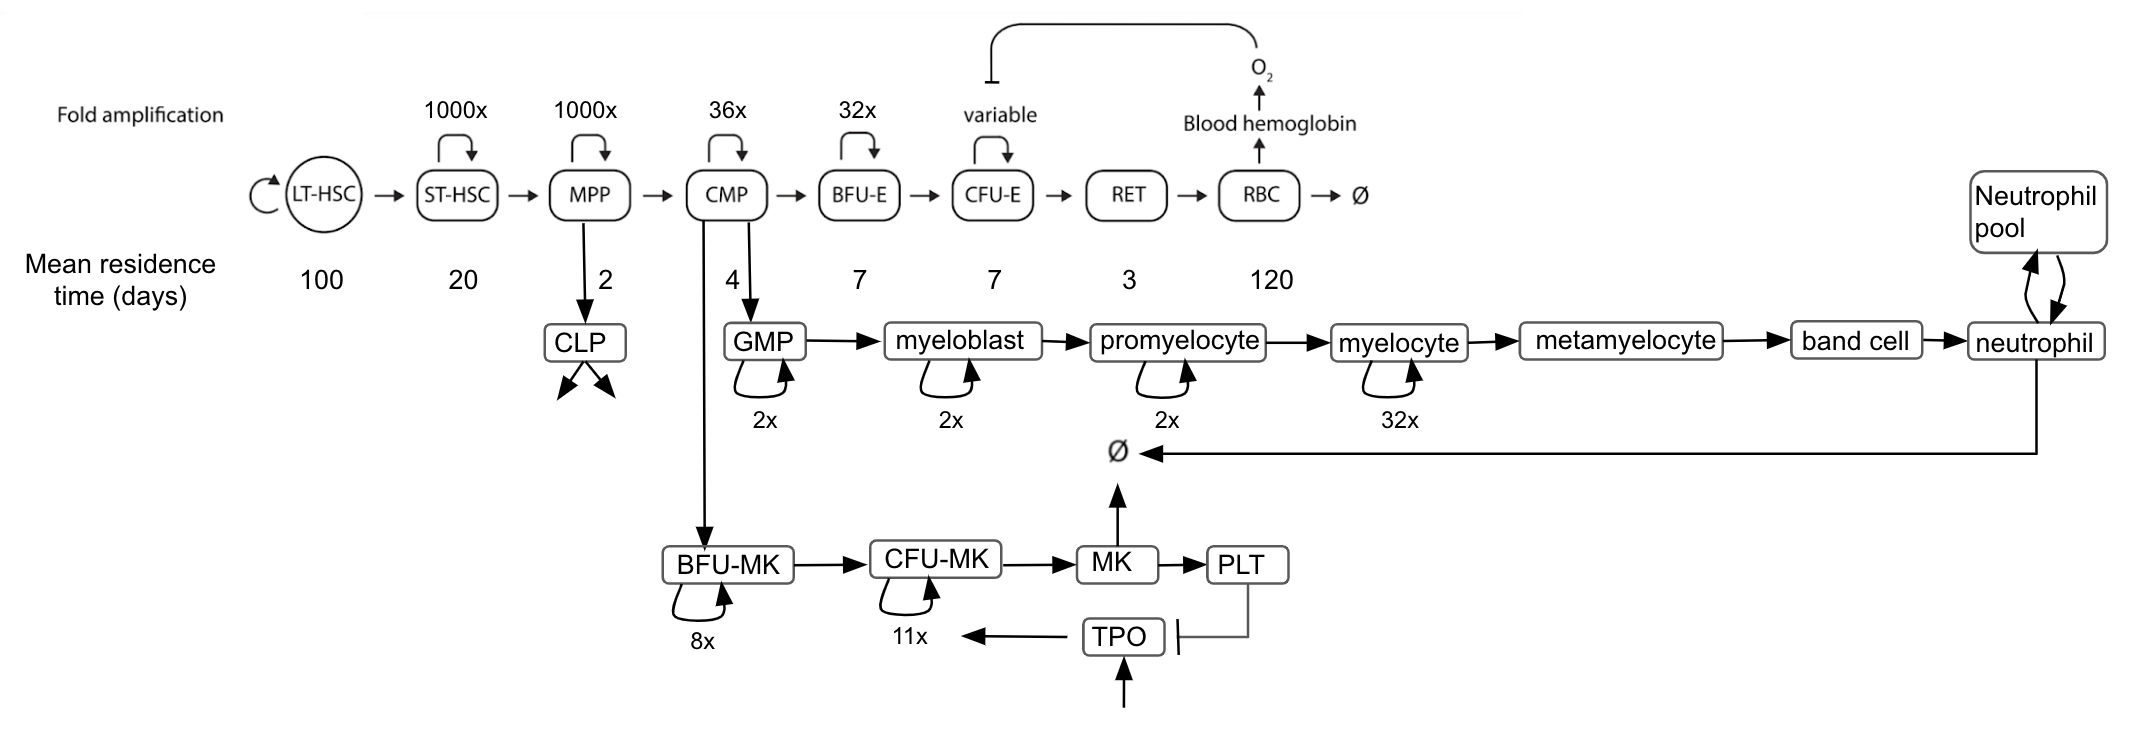 O2
1000x
1000x
36x
32x
Fold amplification
variable
Blood hemoglobin
LT-HSC
ST-HSC
MPP
CMP
BFU-E
CFU-E
RET
RBC
Ø
Neutrophil
pool
Mean residence
time (days)
100
20
2
4
7
7
3
120
CLP
GMP
myeloblast
promyelocyte
myelocyte
metamyelocyte
band cell
neutrophil
2x
2x
2x
32x
Ø
BFU-MK
CFU-MK
MK
PLT
8x
11x
TPO